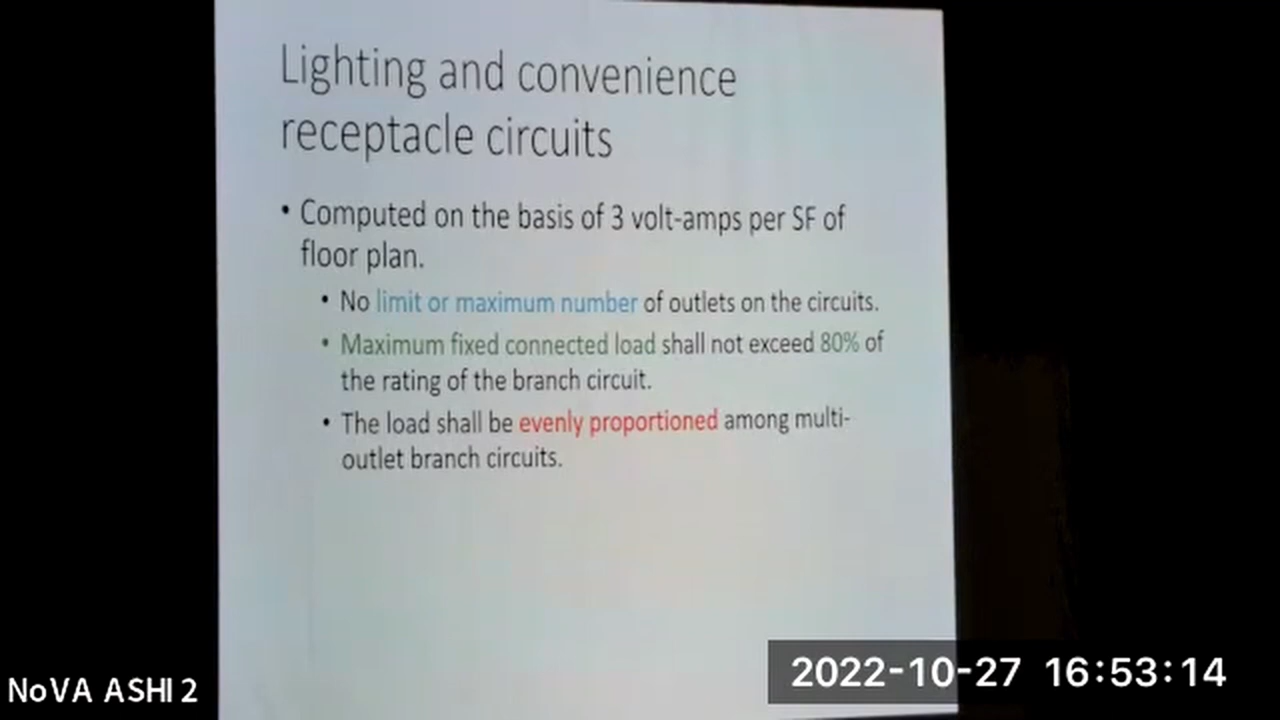 Lighting and convenience
receptacle circuits
• Computed on the basis of 3 volt-amps per SF of
floor plan.
• No limit or maximum number of outlets on the circuits.
• Maximum fixed connected load shall not exceed 80% of
the rating of the branch circuit.
• The load shall be evenly proportioned among multi-
outlet branch circuits.
NoVA ASHI 2
2022-10-27 16:53:14